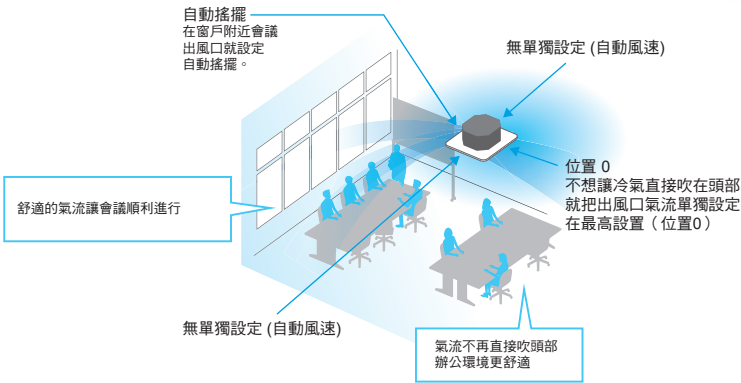 自動搖擺
在窗戶附近會議
出風口就設定
自動搖擺。
無單獨設定 (自動風速)
位置 0
不想讓冷氣直接吹在頭部
就把出風口氣流單獨設定
在最高設置（位置0）
舒適的氣流讓會議順利進行
無單獨設定 (自動風速)
氣流不再直接吹頭部
辦公環境更舒適